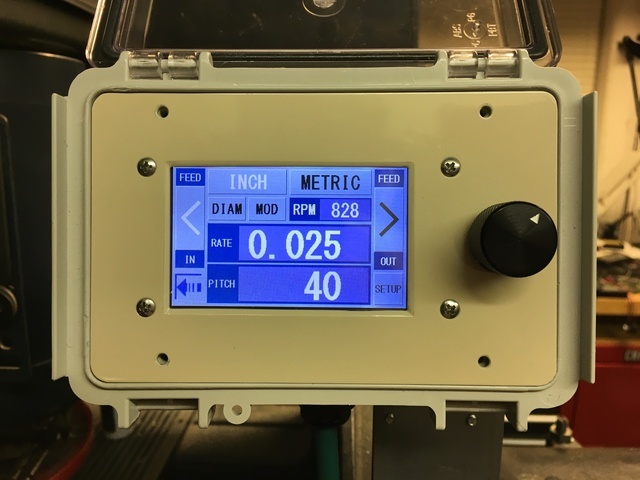 FEED INCH METRIC FEED
DIAM MOD RPM 828
RATE 0.025
IN OUT
PITCH 40 SETUP